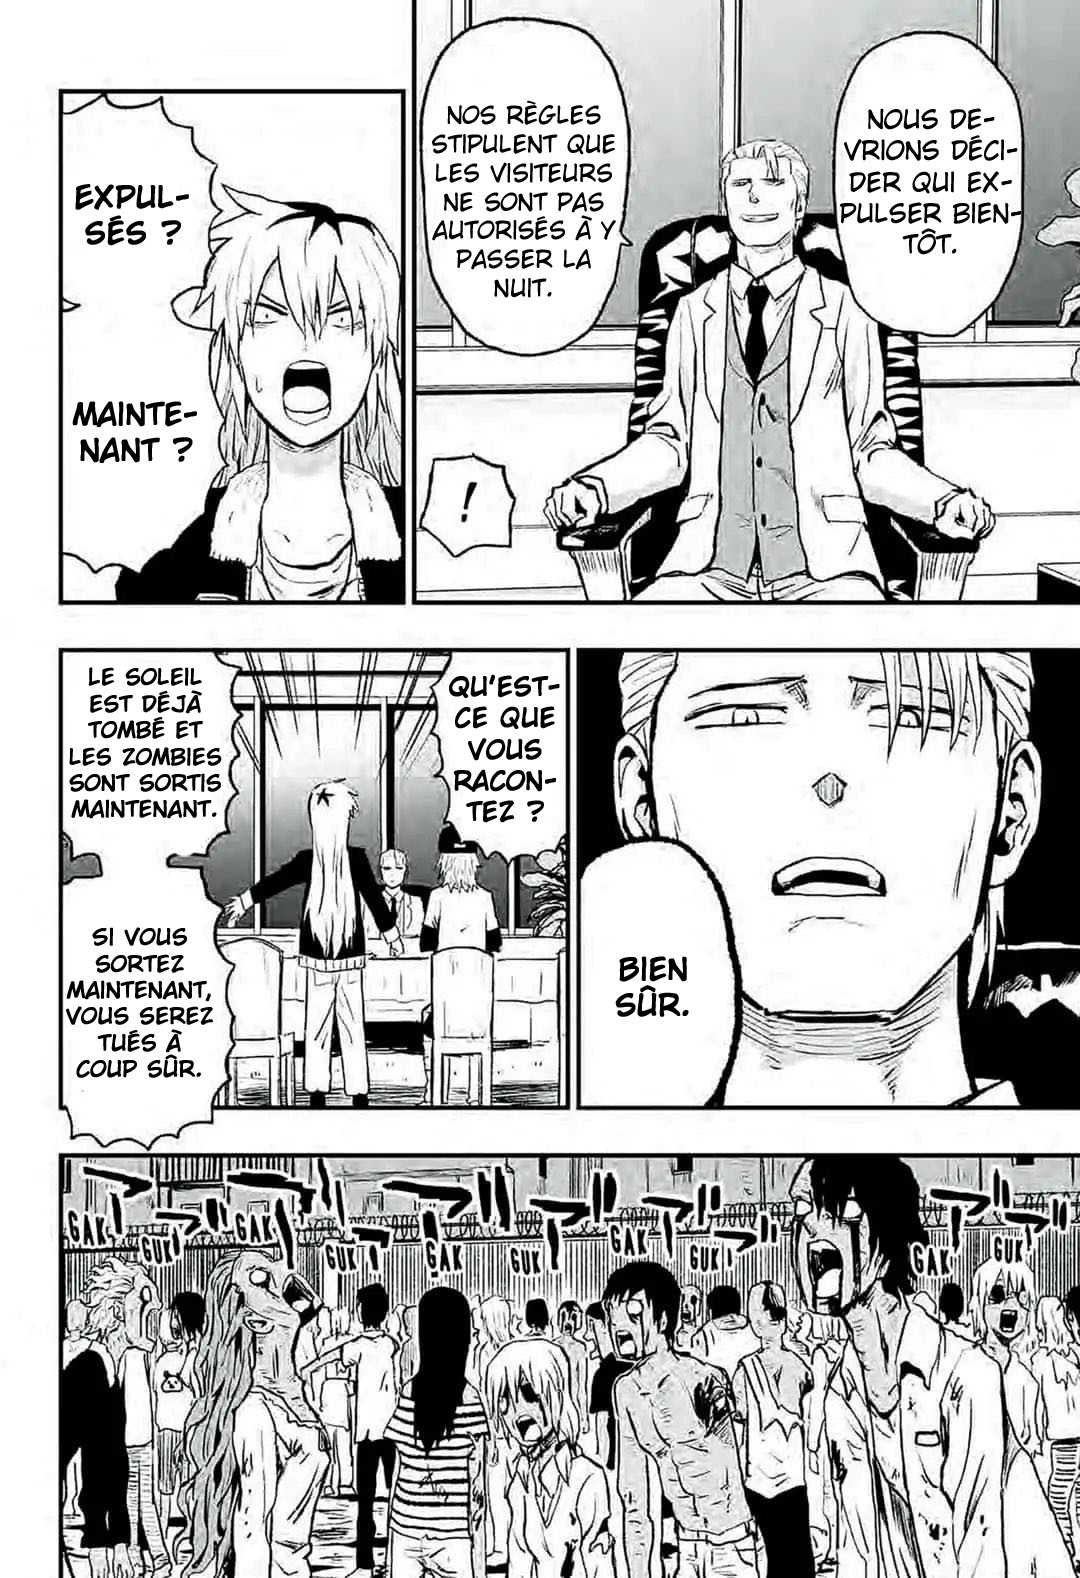 NOUS DE-
VRIONS DÉCI-
DER QUI EX-
PULSER BIEN-
TÔT.
NOS RÈGLES
STIPULENT QUE
LES VISITEURS
NE SONT PAS
AUTORISÉS À Y
PASSER LA
NUIT.
!
EXPUL-
SÉS ?
MAINTE-
NANT ?
BIEN
SÛR.
QU'EST-
CE QUE
VOUS
RACON-
TEZ ?
LE SOLEIL
EST DÉJÀ
TOMBÉ ET
LES ZOMBIES
SONT SORTIS
MAINTENANT.
SI VOUS
SORTEZ
MAINTENANT,
VOUS SEREZ
TUÉS À
COUP SÛR.
GAK
GUK
GAK
GUK
GAK
GUK
GAK
GUK
GAK
GUK